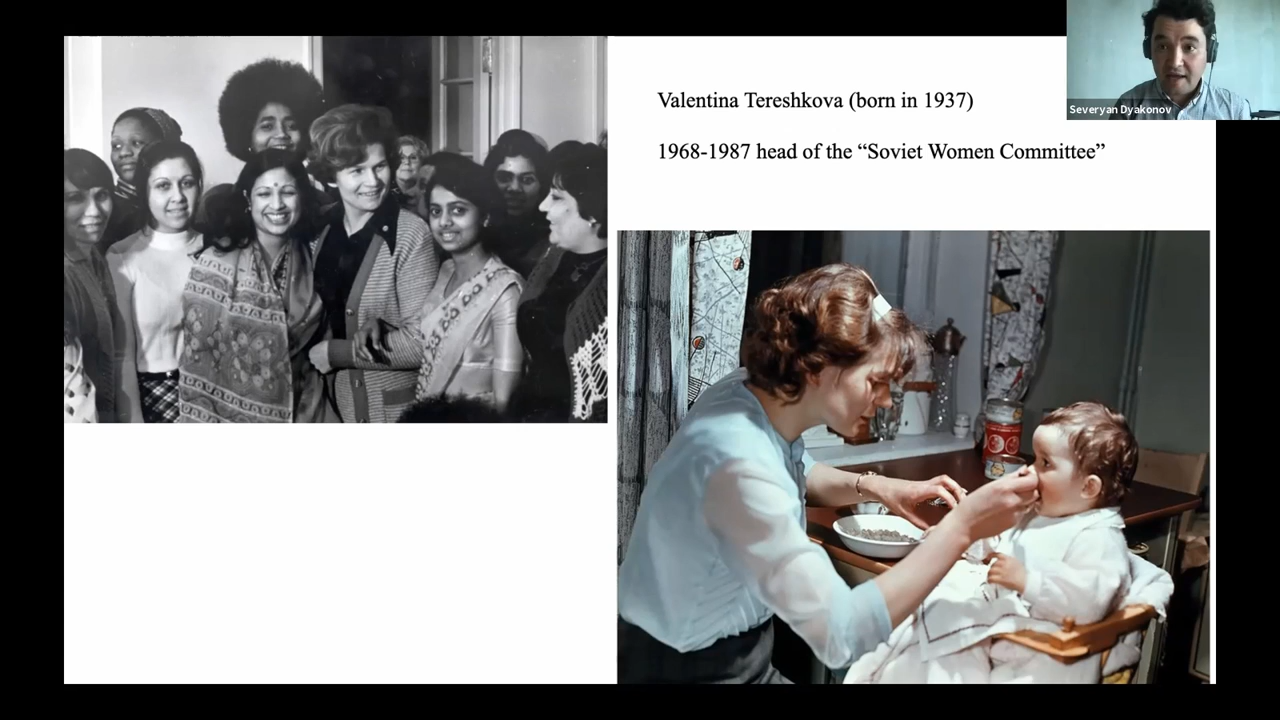 Valentina Tereshkova (born in 1937)
Severyan Dyakonov
1968-1987 head of the “Soviet Women Committee”